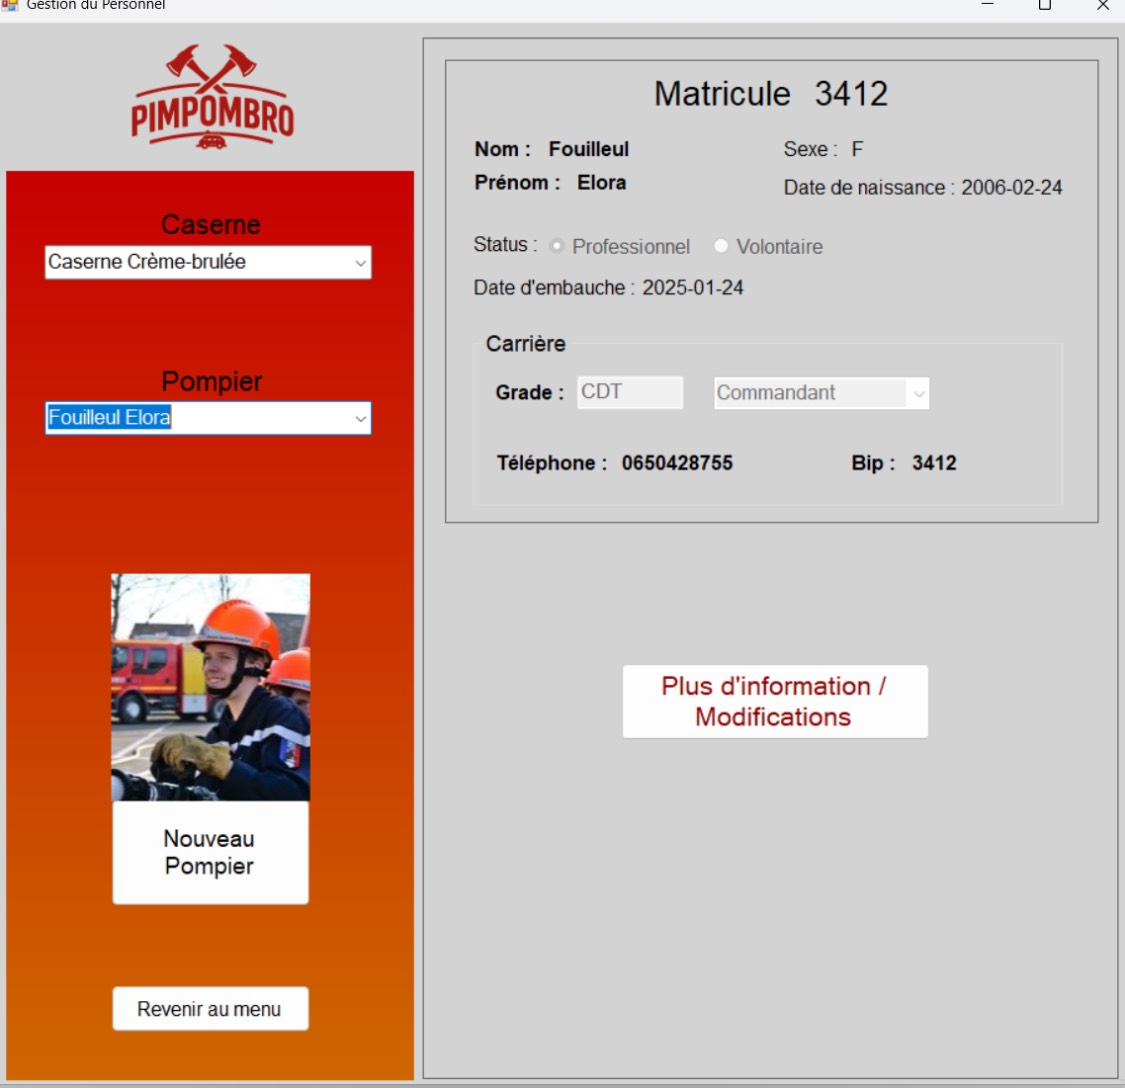 Gestion du Personnel
PIMPOMBRO
Caserne
Caserne Crème-brulée
Pompier
Fouilleul Elora
Nouveau
Pompier
Revenir au menu
Matricule 3412
Nom : Fouilleul
Sexe : F
Prénom : Elora
Date de naissance : 2006-02-24
Status : Professionnel Volontaire
Date d'embauche : 2025-01-24
Carrière
Grade : CDT Commandant
Téléphone : 0650428755
Bip : 3412
Plus d'information /
Modifications